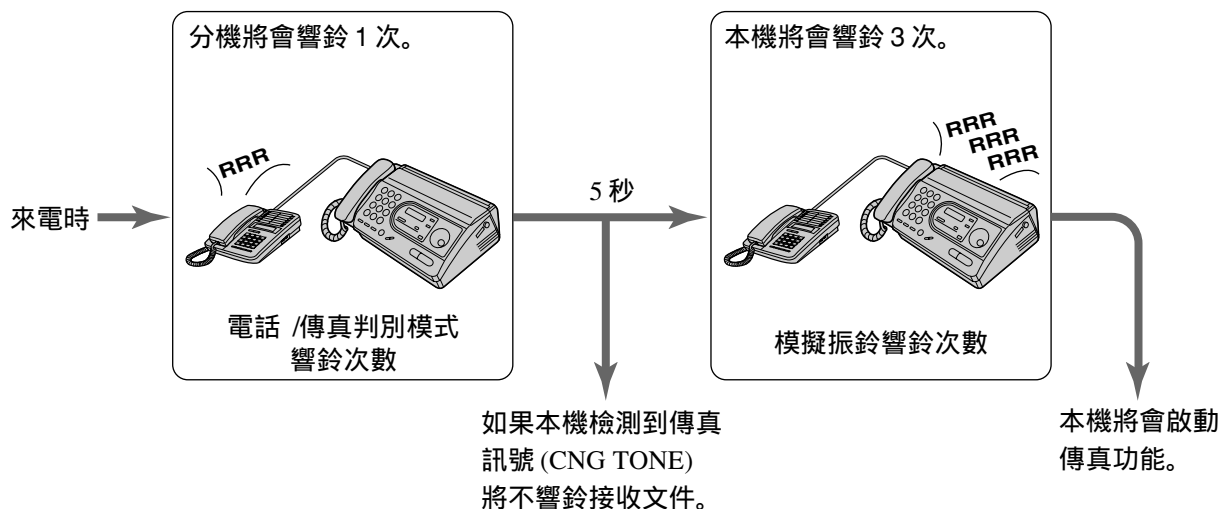 分機將會響鈴 1 次。
RRR
來電時
電話 /傳真判別模式
響鈴次數
5 秒
如果本機檢測到傳真
訊號 (CNG TONE)
將不響鈴接收文件。
本機將會響鈴 3 次。
RRR
RRR
RRR
模擬振鈴響鈴次數
本機將會啟動
傳真功能。